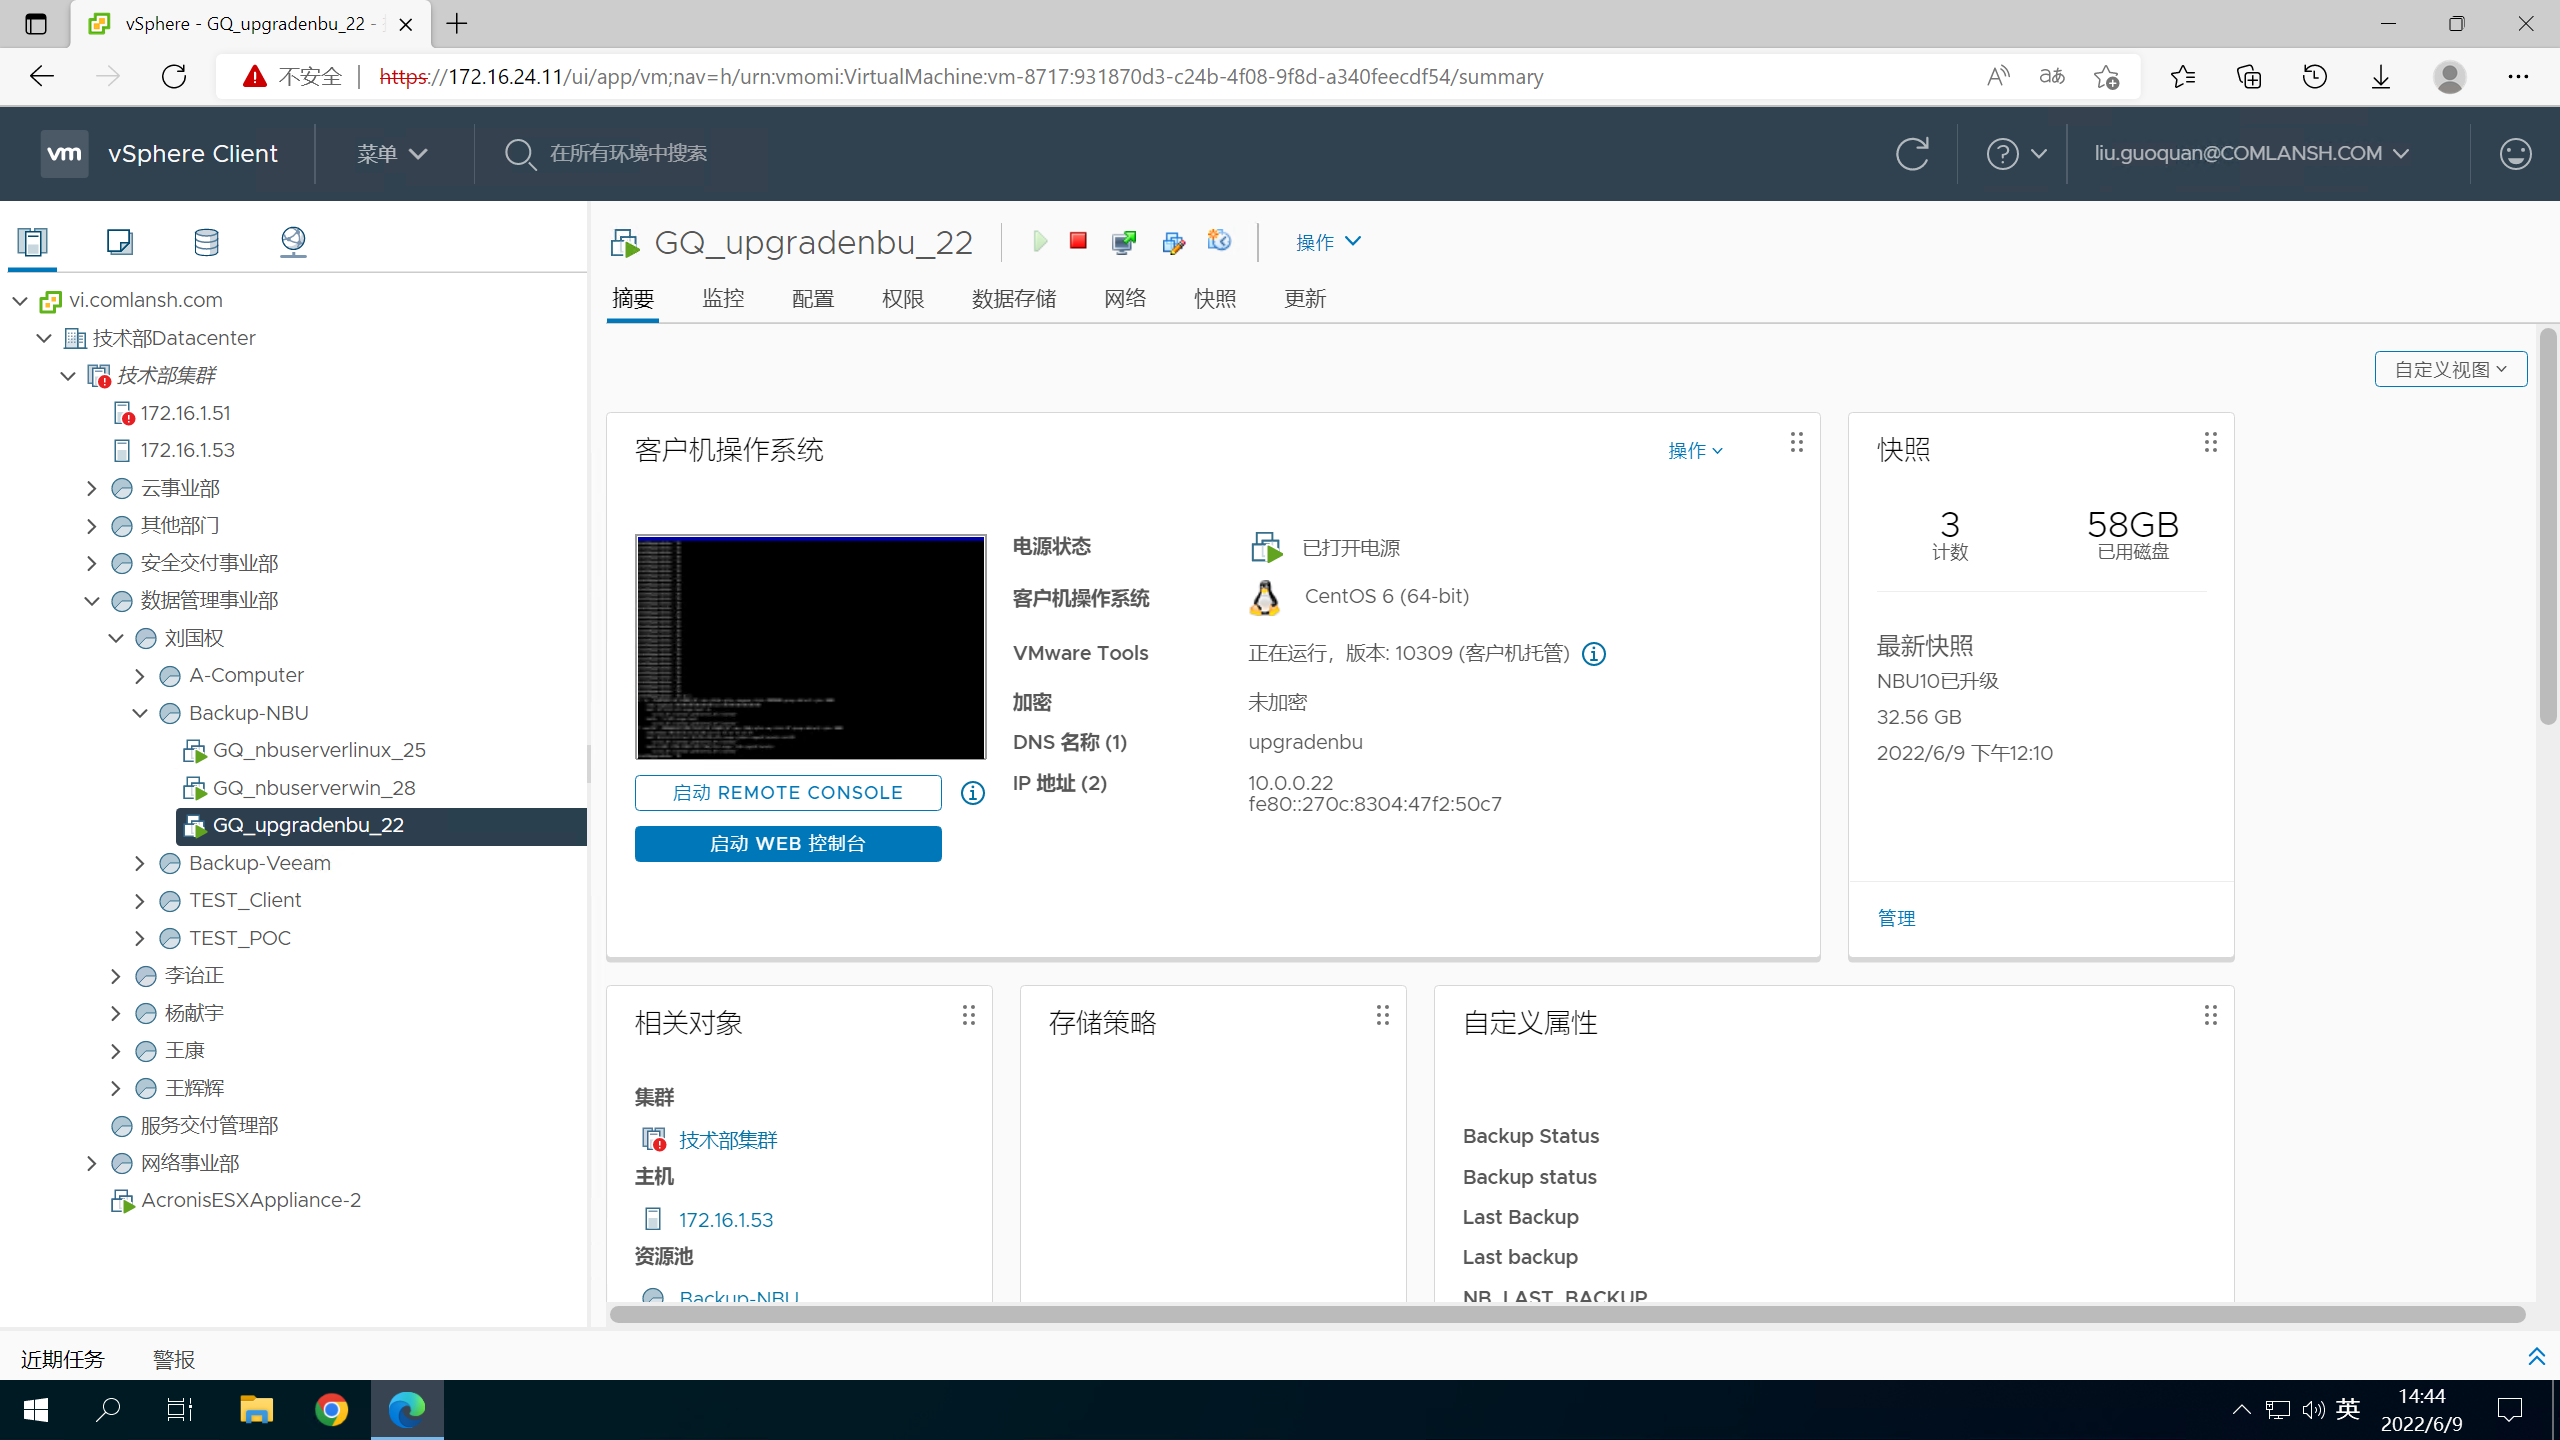 vSphere - GQ_upgradenbu_22 -
不安全
https://172.16.24.11/ui/app/vm;nav=h/urn:vmomi:VirtualMachine:vm-8717:931870d3-c24b-4f08-9f8d-a340feecdf54/summary
vm vSphere Client 菜单 在所有环境中搜索 liu.guoquan@COMLANSH.COM
vi.comlansh.com
技术部Datacenter
技术部集群
172.16.1.51
172.16.1.53
云事业部
其他部门
安全交付事业部
数据管理事业部
刘国权
A-Computer
Backup-NBU
GQ_nbuserverlinux_25
GQ_nbuserverwin_28
GQ_upgradenbu_22
Backup-Veeam
TEST_Client
TEST_POC
李诒正
杨献宇
王康
王辉辉
服务交付管理部
网络事业部
AcronisESXAppliance-2
GQ_upgradenbu_22 操作
摘要 监控 配置 权限 数据存储 网络 快照 更新
自定义视图
客户机操作系统 操作
电源状态 已打开电源
客户机操作系统 CentOS 6 (64-bit)
VMware Tools 正在运行，版本: 10309 (客户机托管)
加密 未加密
DNS 名称 (1) upgradenbu
IP 地址 (2) 10.0.0.22
fe80::270c:8304:47f2:50c7
启动 REMOTE CONSOLE
启动 WEB 控制台
快照
3 58GB
计数 已用磁盘
最新快照
NBU10已升级
32.56 GB
2022/6/9 下午12:10
管理
相关对象
集群
技术部集群
主机
172.16.1.53
资源池
Backup-NBU
存储策略
自定义属性
Backup Status
Backup status
Last Backup
Last backup
NB_LAST_BACKUP
近期任务 警报
英
14:44
2022/6/9